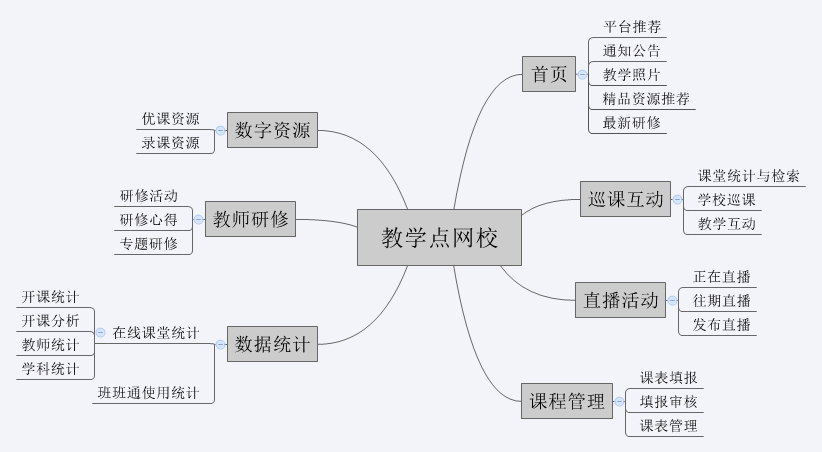 教学点网校
首页
平台推荐
通知公告
教学照片
精品资源推荐
最新研修
巡课互动
课堂统计与检索
学校巡课
教学互动
直播活动
正在直播
往期直播
发布直播
课程管理
课表填报
填报审核
课表管理
数字资源
优课资源
录课资源
教师研修
研修活动
研修心得
专题研修
数据统计
在线课堂统计
开课统计
开课分析
教师统计
学科统计
班班通使用统计